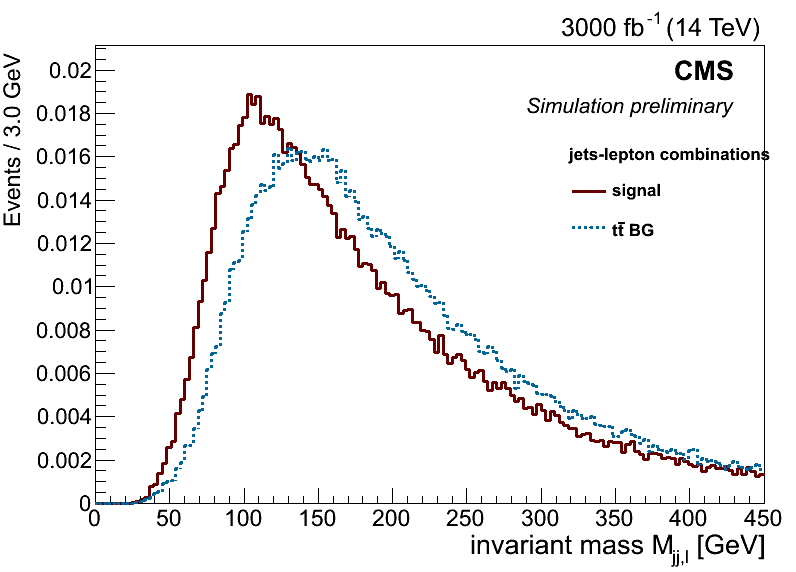 3000 fb⁻¹ (14 TeV)
CMS
Simulation preliminary
jets-lepton combinations
signal
tt̄ BG
Events / 3.0 GeV
0.02
0.018
0.016
0.014
0.012
0.01
0.008
0.006
0.004
0.002
0
0 50 100 150 200 250 300 350 400 450
invariant mass M_jj,l [GeV]